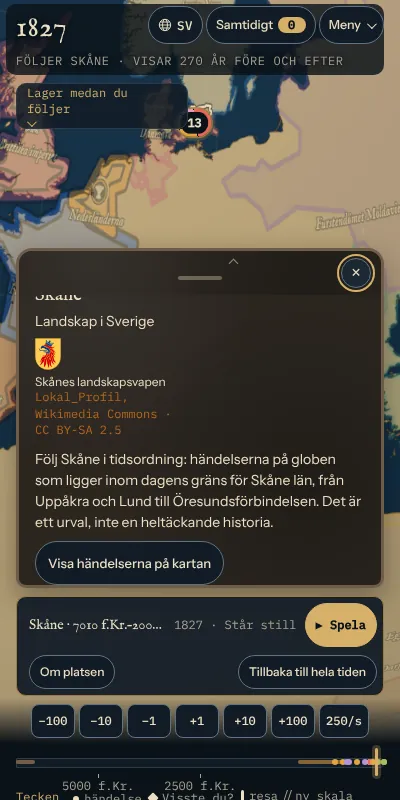 1827
SV
Samtidigt 0
Meny
FÖLJER SKÅNE · VISAR 270 ÅR FÖRE OCH EFTER
Lager medan du
följer
13
Nederländerna
Furstendömet Moldavien
×
Skåne
Landskap i Sverige
Skånes landskapsvapen
Lokal_Profil,
Wikimedia Commons ·
CC BY-SA 2.5
Följ Skåne i tidsordning: händelserna på globen
som ligger inom dagens gräns för Skåne län, från
Uppåkra och Lund till Öresundsförbindelsen. Det är
ett urval, inte en heltäckande historia.
Visa händelserna på kartan
Skåne · 7010 f.Kr.–200… 1827 · Står still ▶ Spela
Om platsen
Tillbaka till hela tiden
−100 −10 −1 +1 +10 +100 250/s
5000 f.Kr. 2500 f.Kr.
Tecken ● händelse ◆ Visste du? | resa // ny skala